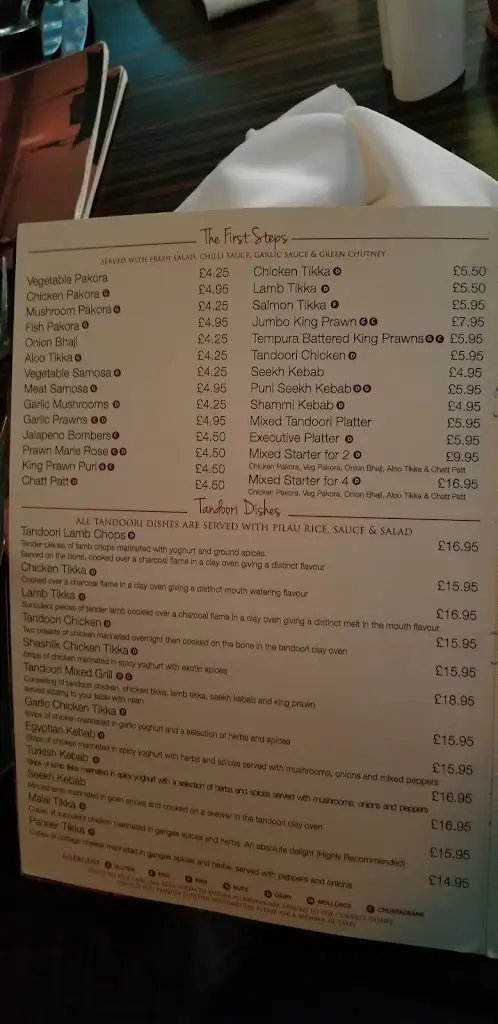 The First Steps
SERVED WITH FRESH SALAD, CHILLI SAUCE, GARLIC SAUCE & GREEN CHUTNEY
Vegetable Pakora £4.25
Chicken Pakora G £4.95
Mushroom Pakora G £4.25
Fish Pakora G £4.95
Onion Bhaji £4.25
Aloo Tikka G £4.25
Vegetable Samosa G £4.25
Meat Samosa G £4.95
Garlic Mushrooms D £4.25
Garlic Prawns C D £4.95
Jalapeno Bombers C £4.50
Prawn Marie Rose C D £4.50
King Prawn Puri G C £4.50
Chatt Patt D £4.50
Chicken Tikka D £5.50
Lamb Tikka D £5.50
Salmon Tikka F £5.95
Jumbo King Prawn G C £7.95
Tempura Battered King Prawns G C £5.95
Tandoori Chicken D £5.95
Seekh Kebab £4.95
Puni Seekh Kebab D G £5.95
Shammi Kebab D £4.95
Mixed Tandoori Platter £5.95
Executive Platter D £5.95
Mixed Starter for 2 D £9.95
Chicken Pakora, Veg Pakora, Onion Bhaji, Aloo Tikka & Chatt Patt
Mixed Starter for 4 D £16.95
Chicken Pakora, Veg Pakora, Onion Bhaji, Aloo Tikka & Chatt Patt
Tandoori Dishes
ALL TANDOORI DISHES ARE SERVED WITH PILAU RICE, SAUCE & SALAD
Tandoori Lamb Chops D £16.95
Tender pieces of lamb chops marinated with yoghurt and ground spices.
Served on the bone, cooked over a charcoal flame in a clay oven giving a distinct flavour
Chicken Tikka D £15.95
Cooked over a charcoal flame in a clay oven giving a distinct mouth watering flavour
Lamb Tikka D £16.95
Succulent pieces of tender lamb cooked over a charcoal flame in a clay oven giving a distinct melt in the mouth flavour
Tandoori Chicken D £15.95
Two breasts of chicken marinated overnight then cooked on the bone in the tandoori clay oven
Shashlik Chicken Tikka D £15.95
Strips of chicken marinated in spicy yoghurt with exotic spices
Tandoori Mixed Grill D G £18.95
Consisting of tandoori chicken, chicken tikka, lamb tikka, seekh kebab and king prawn
served sizzling to your table with naan
Garlic Chicken Tikka D £15.95
Strips of chicken marinated in garlic yoghurt and a selection of herbs and spices
Egyptian Kebab D £15.95
Strips of chicken marinated in spicy yoghurt with herbs and spices served with mushrooms, onions and mixed peppers
Turkish Kebab D £16.95
Strips of lamb tikka marinated in spicy yoghurt with a selection of herbs and spices served with mushrooms, onions and peppers
Seekh Kebab £16.95
Minced lamb marinated in goan spices and cooked on a skewer in the tandoori clay oven
Malai Tikka D £15.95
Cubes of succulent chicken marinated in ganges spices and herbs. An absolute delight (Highly Recommended)
Paneer Tikka D £14.95
Cubes of cottage cheese marinated in ganges spices and herbs, served with peppers and onions
ALLERGENS G GLUTEN E EGG F FISH N NUTS D DAIRY M MOLLUSCS C CRUSTACEANS